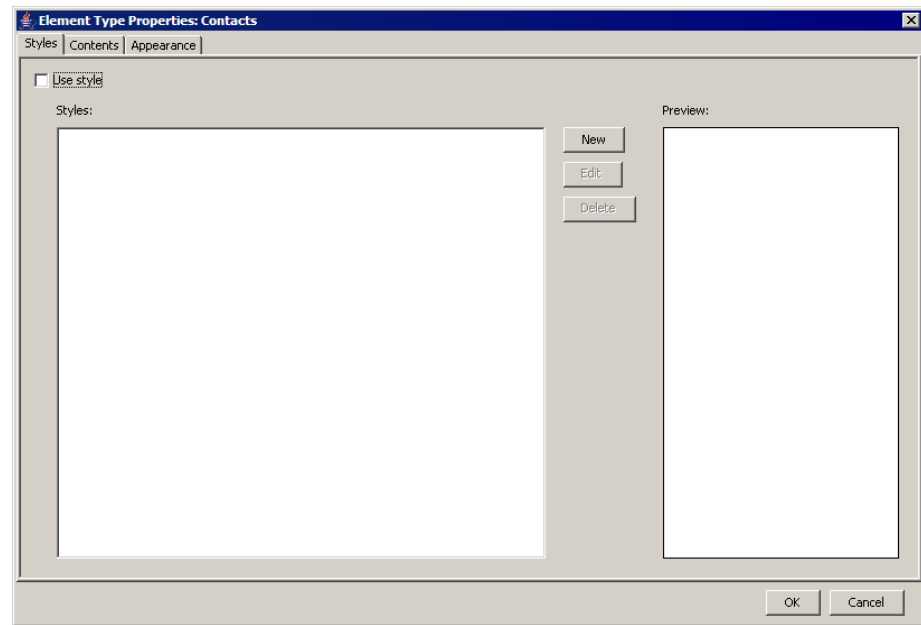 Element Type Properties: Contacts
Styles Contents Appearance
Use style
Styles: Preview:
New
Edit
Delete
OK Cancel